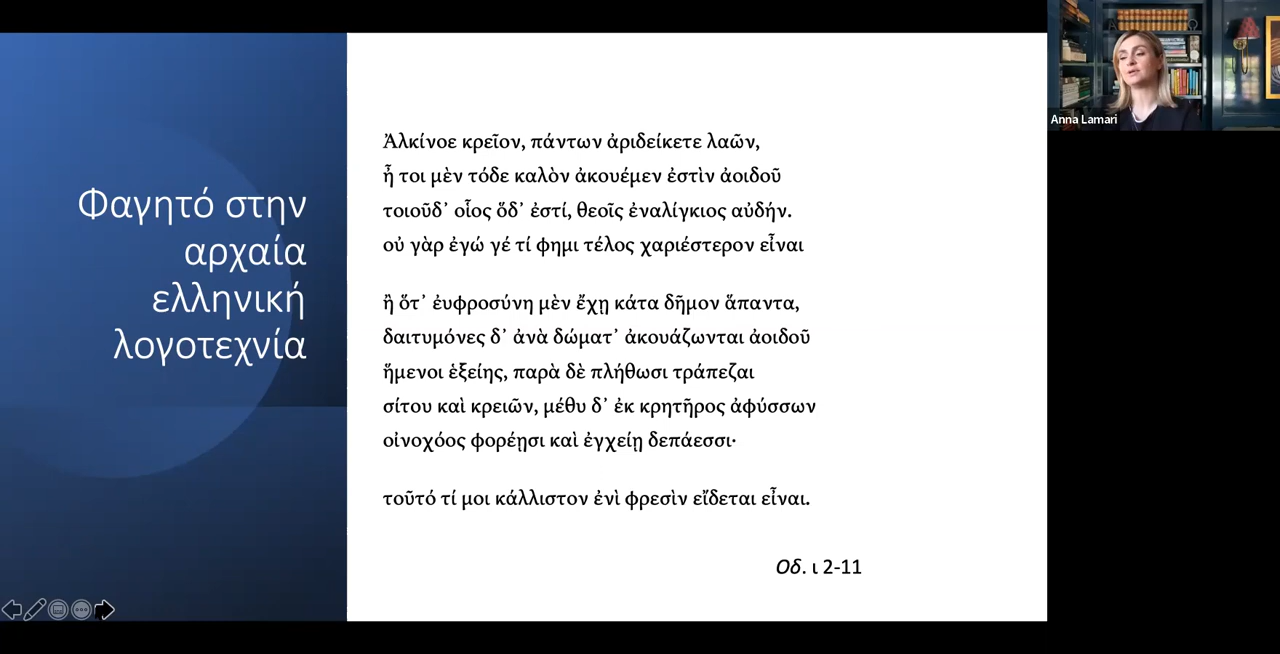 Φαγητό στην
αρχαία
ελληνική
λογοτεχνία
Ἀλκίνοε κρεῖον, πάντων ἀριδείκετε λαῶν,
ἦ τοι μὲν τόδε καλὸν ἀκουέμεν ἐστὶν ἀοιδοῦ
τοιοῦδ᾽ οἷος ὅδ᾽ ἐστί, θεοῖς ἐναλίγκιος αὐδήν.
οὐ γὰρ ἐγώ γέ τί φημι τέλος χαριέστερον εἶναι
ἢ ὅτ᾽ ἐυφροσύνη μὲν ἔχῃ κάτα δῆμον ἅπαντα,
δαιτυμόνες δ᾽ ἀνὰ δώματ᾽ ἀκουάζωνται ἀοιδοῦ
ἥμενοι ἑξείης, παρὰ δὲ πλήθωσι τράπεζαι
σίτου καὶ κρειῶν, μέθυ δ᾽ ἐκ κρητῆρος ἀφύσσων
οἰνοχόος φορέῃσι καὶ ἐγχείῃ δεπάεσσι·
τοῦτό τί μοι κάλλιστον ἐνὶ φρεσὶν εἴδεται εἶναι.
Οδ. ι 2-11
Anna Lamari